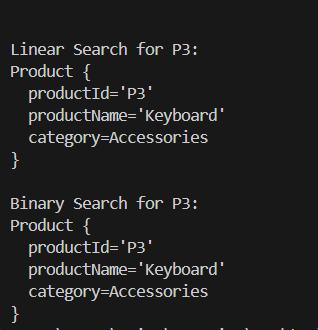 Linear Search for P3:
Product {
  productId='P3'
  productName='Keyboard'
  category=Accessories
}

Binary Search for P3:
Product {
  productId='P3'
  productName='Keyboard'
  category=Accessories
}